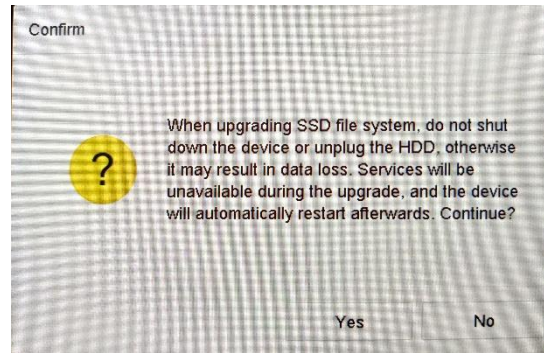 Confirm
?
When upgrading SSD file system, do not shut
down the device or unplug the HDD, otherwise
it may result in data loss. Services will be
unavailable during the upgrade, and the device
will automatically restart afterwards. Continue?
Yes
No